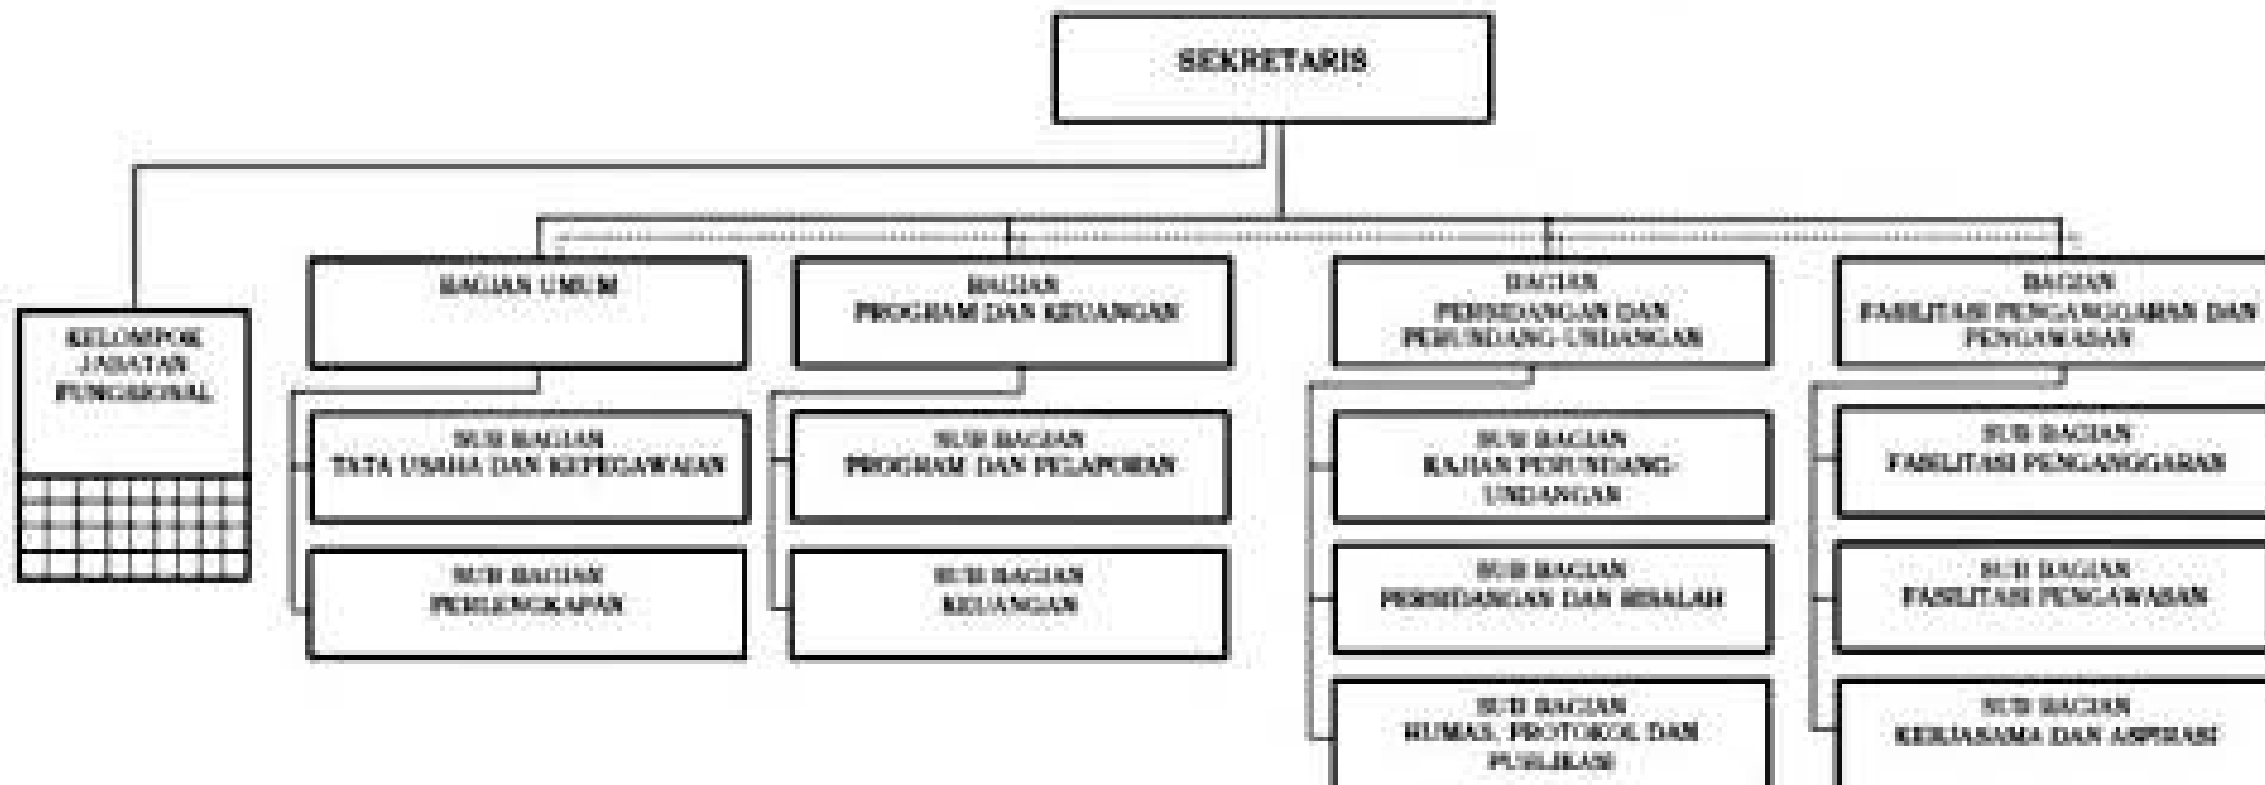 SEKRETARIS
KELOMPOK
JABATAN
FUNGSIONAL
BAGIAN UMUM
SUB BAGIAN
TATA USAHA DAN KEPEGAWAIAN
SUB BAGIAN
PERLENGKAPAN
BAGIAN
PROGRAM DAN KEUANGAN
SUB BAGIAN
PROGRAM DAN PELAPORAN
SUB BAGIAN
KEUANGAN
BAGIAN
PERSIDANGAN DAN
PERUNDANG-UNDANGAN
SUB BAGIAN
KAJIAN PERUNDANG-
UNDANGAN
SUB BAGIAN
PERSIDANGAN DAN RISALAH
SUB BAGIAN
HUMAS, PROTOKOL DAN
PUBLIKASI
BAGIAN
FASILITASI PENGANGGARAN DAN
PENGAWASAN
SUB BAGIAN
FASILITASI PENGANGGARAN
SUB BAGIAN
FASILITASI PENGAWASAN
SUB BAGIAN
KERJASAMA DAN ASPIRASI